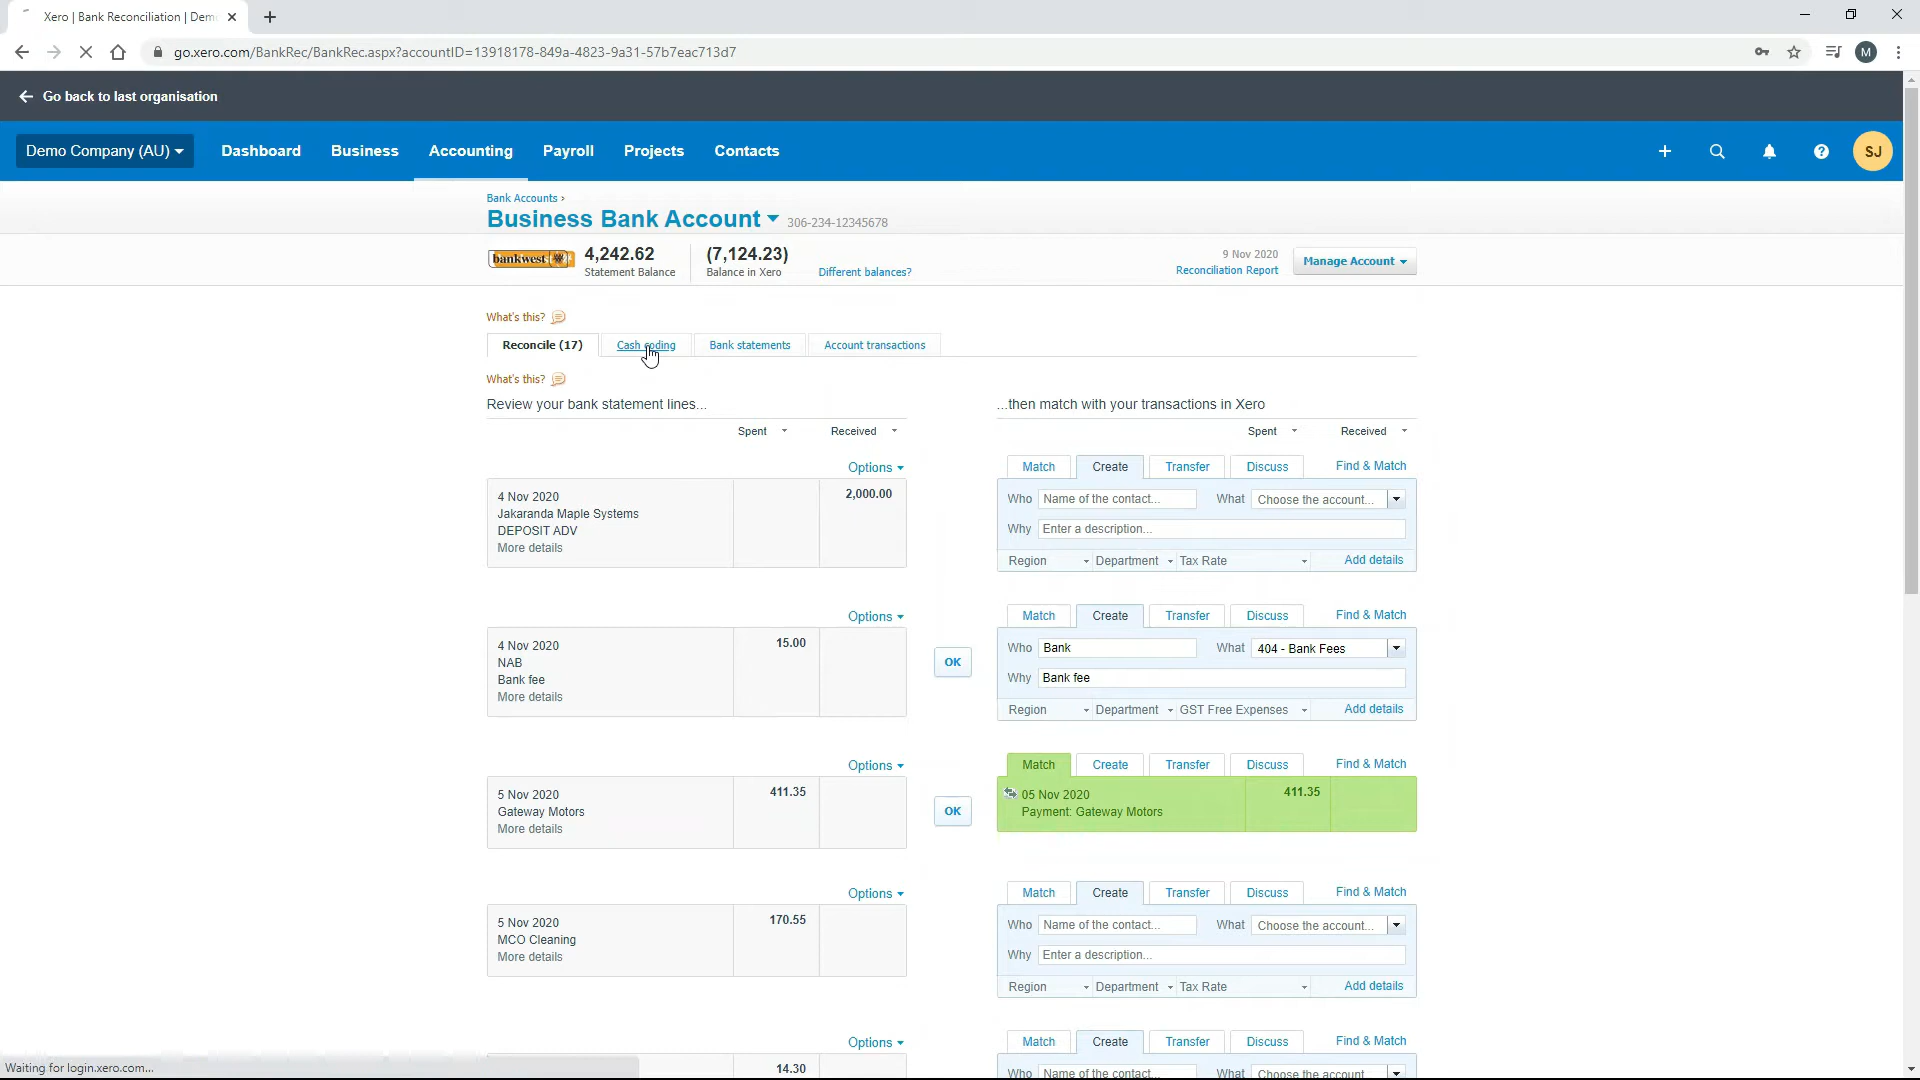 Xero | Bank Reconciliation | Dem
go.xero.com/BankRec/BankRec.aspx?accountID=13918178-849a-4823-9a31-57b7eac713d7
M
Go back to last organisation
Demo Company (AU) Dashboard Business Accounting Payroll Projects Contacts SJ
Bank Accounts ›
Business Bank Account 306-234-12345678
bankwest 4,242.62 (7,124.23) 9 Nov 2020 Manage Account
Statement Balance Balance in Xero Different balances? Reconciliation Report
What's this?
Reconcile (17) Cash coding Bank statements Account transactions
What's this?
Review your bank statement lines... ...then match with your transactions in Xero
Spent Received Spent Received
Options Match Create Transfer Discuss Find & Match
4 Nov 2020 2,000.00 Who Name of the contact... What Choose the account...
Jakaranda Maple Systems
DEPOSIT ADV Why Enter a description...
More details Region Department Tax Rate Add details
Options Match Create Transfer Discuss Find & Match
4 Nov 2020 15.00 Who Bank What 404 - Bank Fees
NAB OK
Bank fee Why Bank fee
More details Region Department GST Free Expenses Add details
Options Match Create Transfer Discuss Find & Match
5 Nov 2020 411.35 05 Nov 2020 411.35
Gateway Motors OK Payment: Gateway Motors
More details
Options Match Create Transfer Discuss Find & Match
5 Nov 2020 170.55 Who Name of the contact... What Choose the account...
MCO Cleaning
More details Why Enter a description...
Region Department Tax Rate Add details
Options Match Create Transfer Discuss Find & Match
14.30 Who Name of the contact... What Choose the account...
Waiting for login.xero.com...